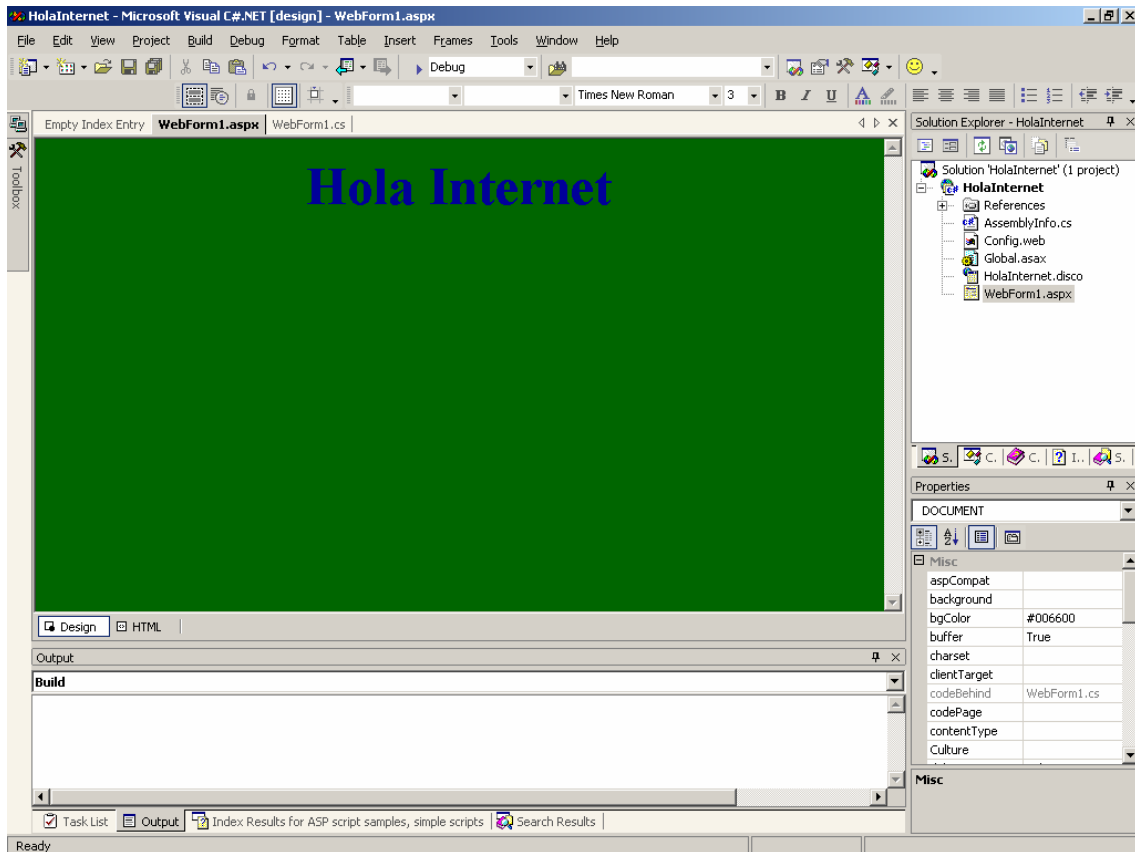 HolaInternet - Microsoft Visual C#.NET [design] - WebForm1.aspx
File Edit View Project Build Debug Format Table Insert Frames Tools Window Help
Debug
Times New Roman 3 B I U A
Empty Index Entry WebForm1.aspx WebForm1.cs
Toolbox
Hola Internet
Design HTML
Output
Build
Task List Output Index Results for ASP script samples, simple scripts Search Results
Ready
Solution Explorer - HolaInternet
Solution 'HolaInternet' (1 project)
HolaInternet
References
AssemblyInfo.cs
Config.web
Global.asax
HolaInternet.disco
WebForm1.aspx
S. C. C. I.. S.
Properties
DOCUMENT
Misc
aspCompat
background
bgColor #006600
buffer True
charset
clientTarget
codeBehind WebForm1.cs
codePage
contentType
Culture
Misc